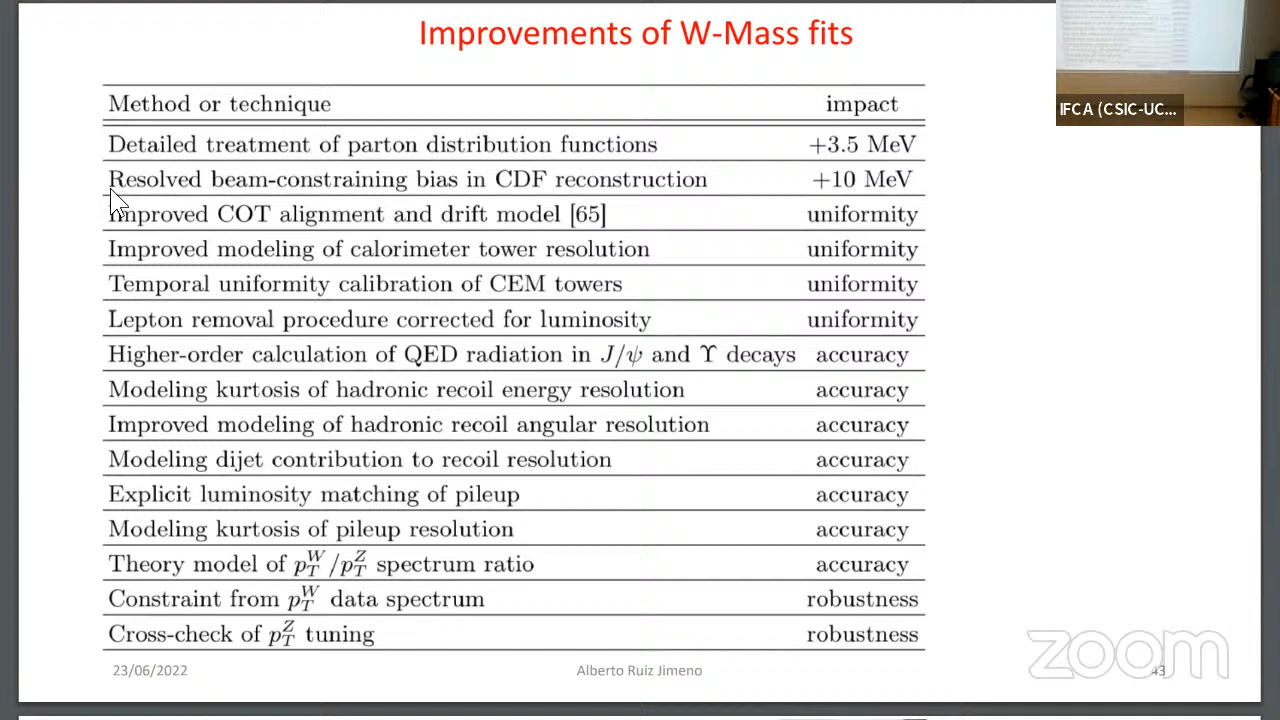 Improvements of W-Mass fits
IFCA (CSIC-UC...
Method or technique impact
Detailed treatment of parton distribution functions +3.5 MeV
Resolved beam-constraining bias in CDF reconstruction +10 MeV
Improved COT alignment and drift model [65] uniformity
Improved modeling of calorimeter tower resolution uniformity
Temporal uniformity calibration of CEM towers uniformity
Lepton removal procedure corrected for luminosity uniformity
Higher-order calculation of QED radiation in J/ψ and ϒ decays accuracy
Modeling kurtosis of hadronic recoil energy resolution accuracy
Improved modeling of hadronic recoil angular resolution accuracy
Modeling dijet contribution to recoil resolution accuracy
Explicit luminosity matching of pileup accuracy
Modeling kurtosis of pileup resolution accuracy
Theory model of p_T^W/p_T^Z spectrum ratio accuracy
Constraint from p_T^W data spectrum robustness
Cross-check of p_T^Z tuning robustness
23/06/2022 Alberto Ruiz Jimeno 43
zoom